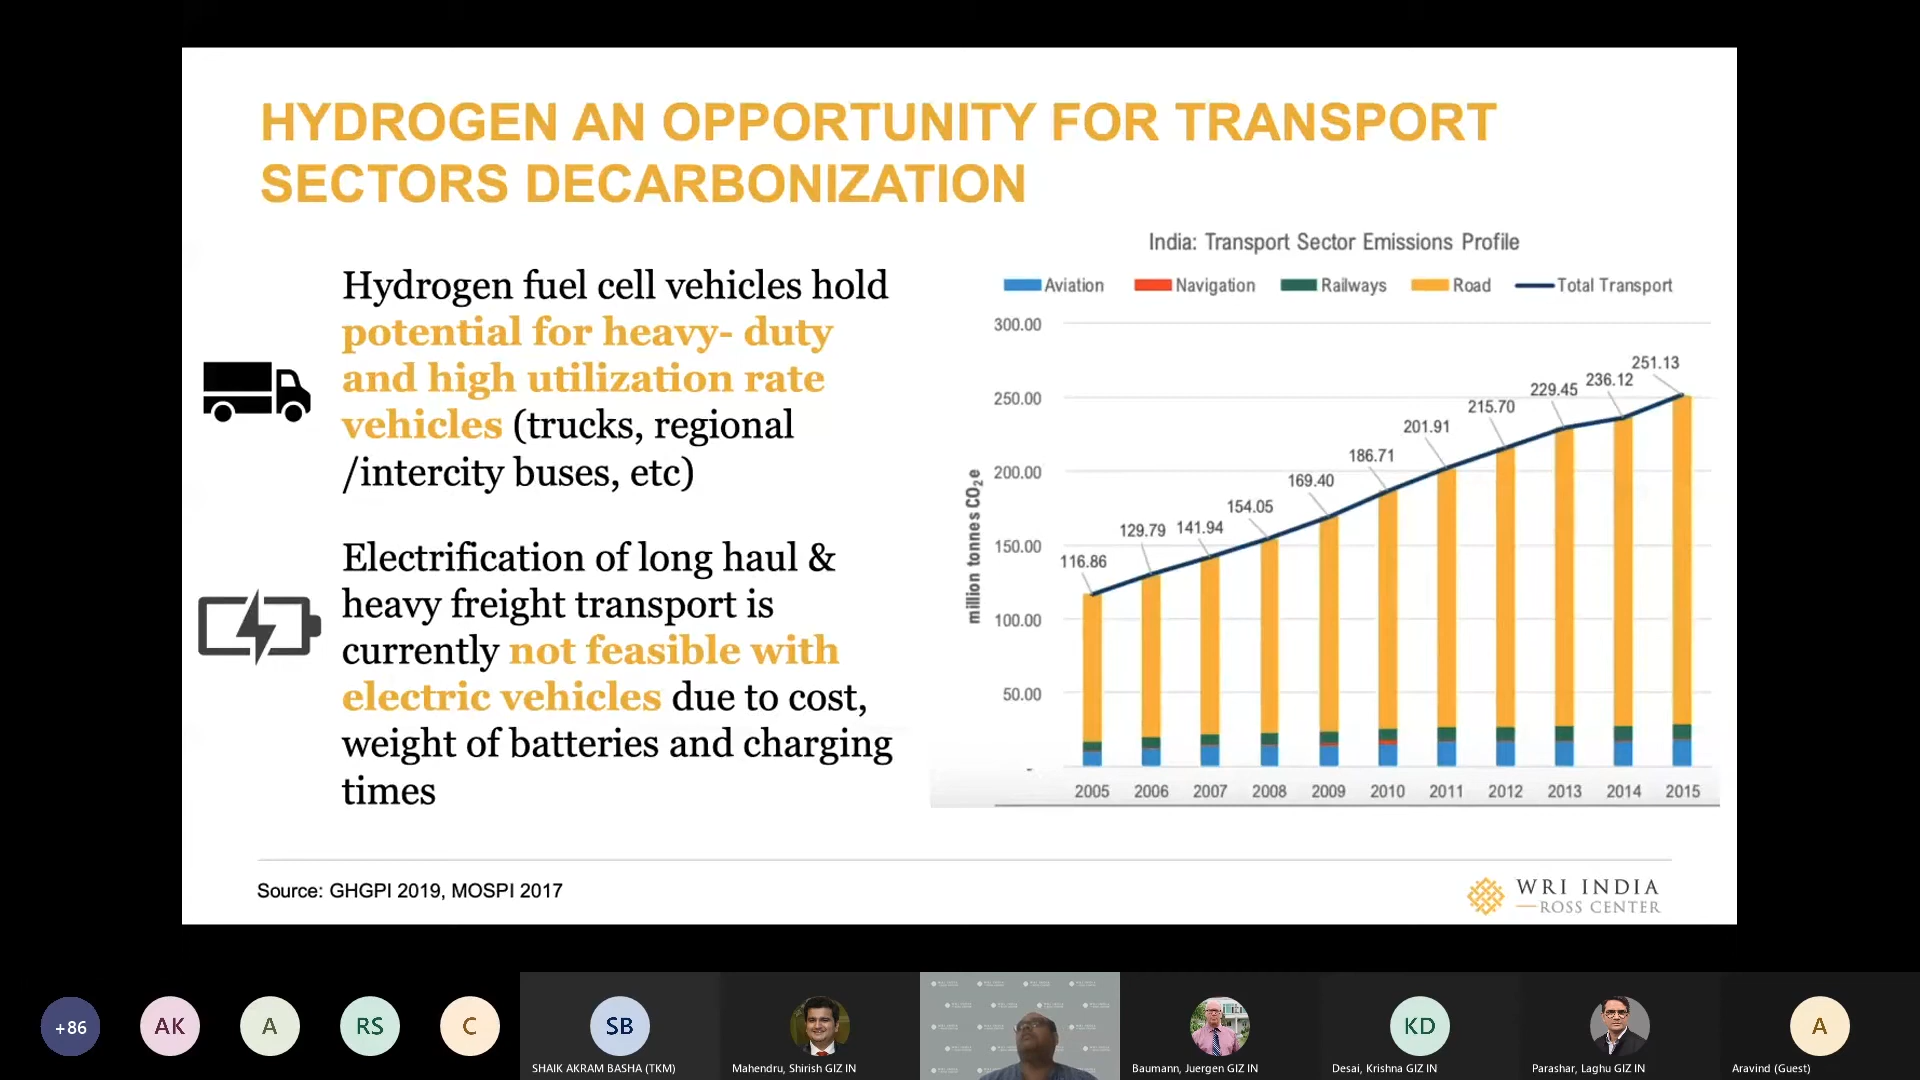 HYDROGEN AN OPPORTUNITY FOR TRANSPORT
SECTORS DECARBONIZATION
Hydrogen fuel cell vehicles hold
potential for heavy- duty
and high utilization rate
vehicles (trucks, regional
/intercity buses, etc)
Electrification of long haul &
heavy freight transport is
currently not feasible with
electric vehicles due to cost,
weight of batteries and charging
times
India: Transport Sector Emissions Profile
Aviation Navigation Railways Road Total Transport
million tonnes CO₂e
300.00
250.00
200.00
150.00
100.00
50.00
-
116.86
129.79
141.94
154.05
169.40
186.71
201.91
215.70
229.45
236.12
251.13
2005 2006 2007 2008 2009 2010 2011 2012 2013 2014 2015
Source: GHGPI 2019, MOSPI 2017
WRI INDIA
ROSS CENTER
+86
AK
A
RS
C
SB
SHAIK AKRAM BASHA (TKM)
Mahendru, Shirish GIZ IN
Baumann, Juergen GIZ IN
KD
Desai, Krishna GIZ IN
Parashar, Laghu GIZ IN
A
Aravind (Guest)